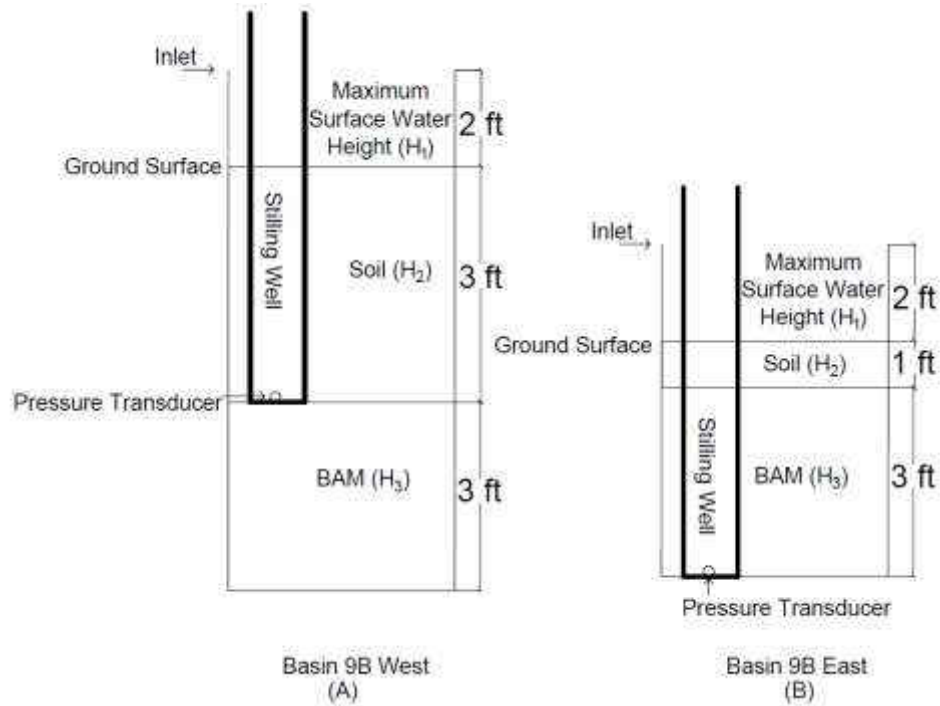 Inlet
Maximum
Surface Water
Height (H₁)
2 ft
Ground Surface
Stilling Well
Soil (H₂)
3 ft
Pressure Transducer
BAM (H₃)
3 ft
Basin 9B West
(A)
Inlet
Maximum
Surface Water
Height (H₁)
2 ft
Ground Surface
Soil (H₂)
1 ft
Stilling Well
BAM (H₃)
3 ft
Pressure Transducer
Basin 9B East
(B)